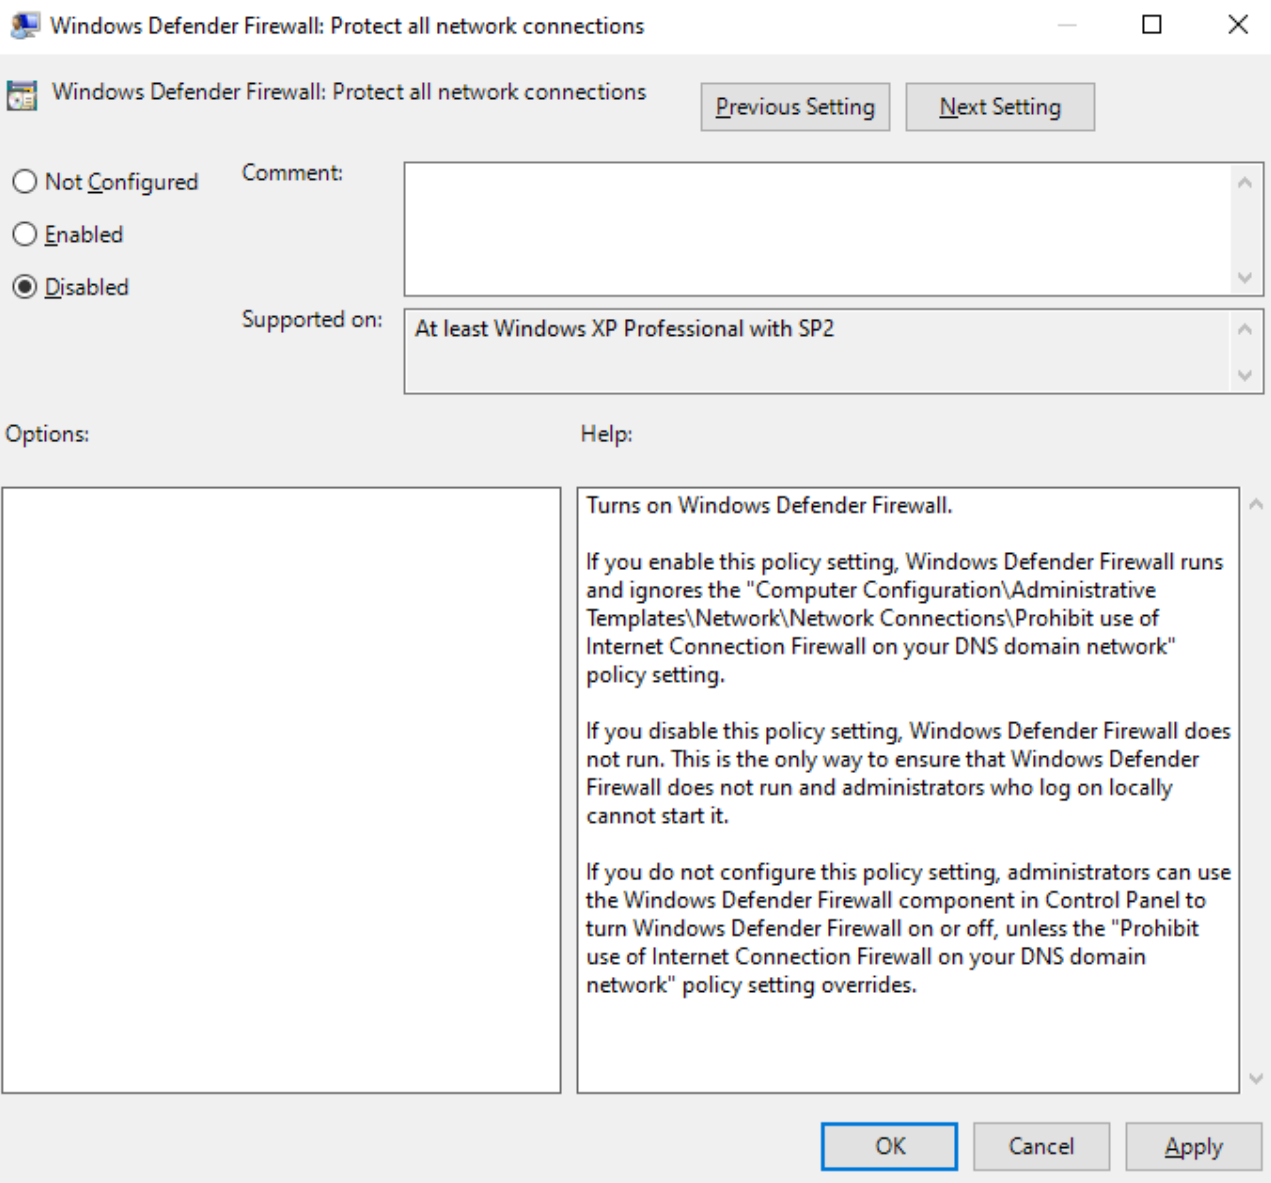 Windows Defender Firewall: Protect all network connections
Windows Defender Firewall: Protect all network connections
Previous Setting
Next Setting
Not Configured
Comment:
Enabled
Disabled
Supported on:
At least Windows XP Professional with SP2
Options:
Help:
Turns on Windows Defender Firewall.
If you enable this policy setting, Windows Defender Firewall runs
and ignores the "Computer Configuration\Administrative
Templates\Network\Network Connections\Prohibit use of
Internet Connection Firewall on your DNS domain network"
policy setting.
If you disable this policy setting, Windows Defender Firewall does
not run. This is the only way to ensure that Windows Defender
Firewall does not run and administrators who log on locally
cannot start it.
If you do not configure this policy setting, administrators can use
the Windows Defender Firewall component in Control Panel to
turn Windows Defender Firewall on or off, unless the "Prohibit
use of Internet Connection Firewall on your DNS domain
network" policy setting overrides.
OK
Cancel
Apply